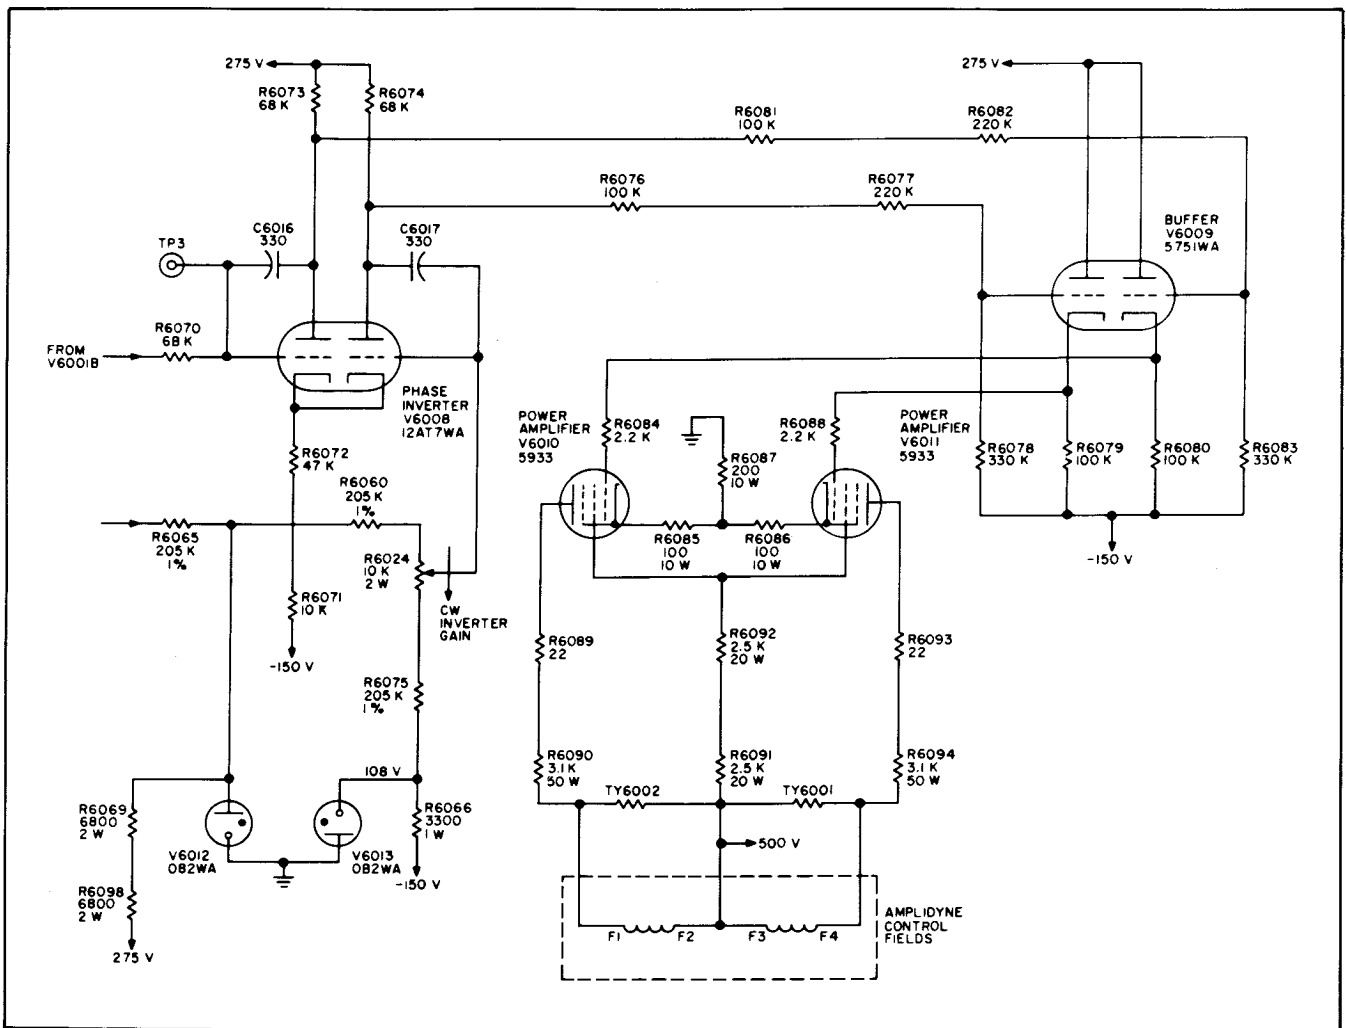 275 V
R6073
68 K
R6074
68 K
R6081
100 K
R6082
220 K
275 V
R6076
100 K
R6077
220 K
BUFFER
V6009
5751WA
TP3
C6016
330
C6017
330
R6070
68 K
FROM
V6001B
PHASE
INVERTER
V6008
12AT7WA
R6072
47 K
R6060
205 K
1%
R6065
205 K
1%
R6024
10 K
2 W
CW
INVERTER
GAIN
R6071
10 K
-150 V
R6075
205 K
1%
108 V
R6066
3300
1 W
-150 V
R6069
6800
2 W
R6098
6800
2 W
275 V
V6012
OB2WA
V6013
OB2WA
POWER
AMPLIFIER
V6010
5933
R6084
2.2 K
R6087
200
10 W
R6088
2.2 K
POWER
AMPLIFIER
V6011
5933
R6078
330 K
R6079
100 K
R6080
100 K
R6083
330 K
-150 V
R6085
100
10 W
R6086
100
10 W
R6089
22
R6092
2.5 K
20 W
R6093
22
R6090
3.1 K
50 W
R6091
2.5 K
20 W
R6094
3.1 K
50 W
TY6002
TY6001
500 V
F1
F2
F3
F4
AMPLIDYNE
CONTROL
FIELDS